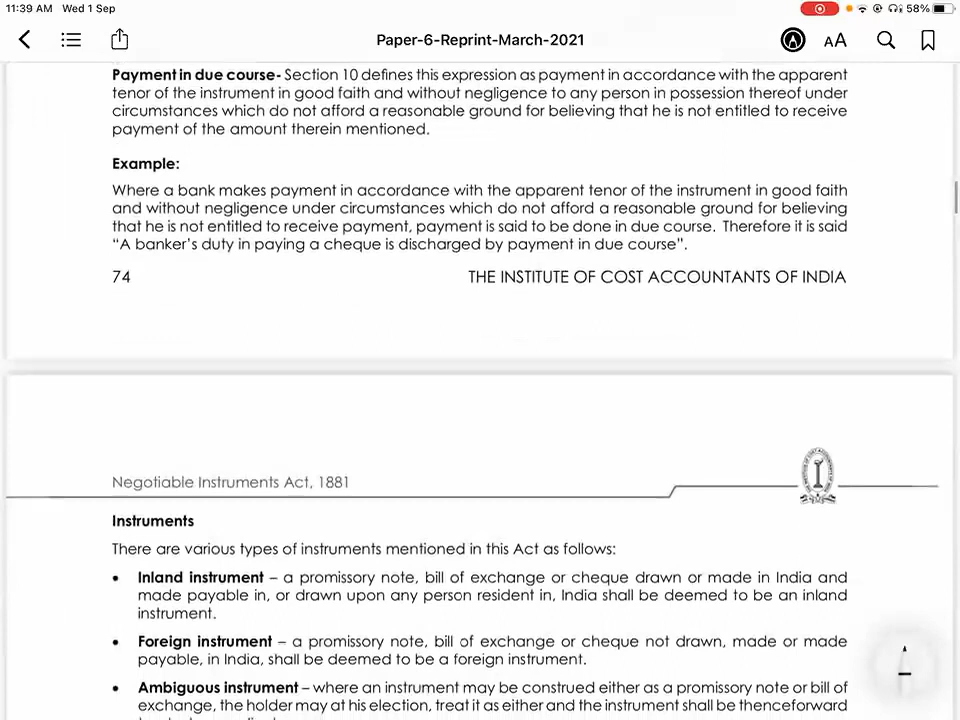 11:39 AM Wed 1 Sep
58%
Paper-6-Reprint-March-2021
AA
Payment in due course- Section 10 defines this expression as payment in accordance with the apparent
tenor of the instrument in good faith and without negligence to any person in possession thereof under
circumstances which do not afford a reasonable ground for believing that he is not entitled to receive
payment of the amount therein mentioned.
Example:
Where a bank makes payment in accordance with the apparent tenor of the instrument in good faith
and without negligence under circumstances which do not afford a reasonable ground for believing
that he is not entitled to receive payment, payment is said to be done in due course. Therefore it is said
“A banker’s duty in paying a cheque is discharged by payment in due course”.
74 THE INSTITUTE OF COST ACCOUNTANTS OF INDIA
Negotiable Instruments Act, 1881
Instruments
There are various types of instruments mentioned in this Act as follows:
• Inland instrument – a promissory note, bill of exchange or cheque drawn or made in India and
made payable in, or drawn upon any person resident in, India shall be deemed to be an inland
instrument.
• Foreign instrument – a promissory note, bill of exchange or cheque not drawn, made or made
payable, in India, shall be deemed to be a foreign instrument.
• Ambiguous instrument – where an instrument may be construed either as a promissory note or bill of
exchange, the holder may at his election, treat it as either and the instrument shall be thenceforward